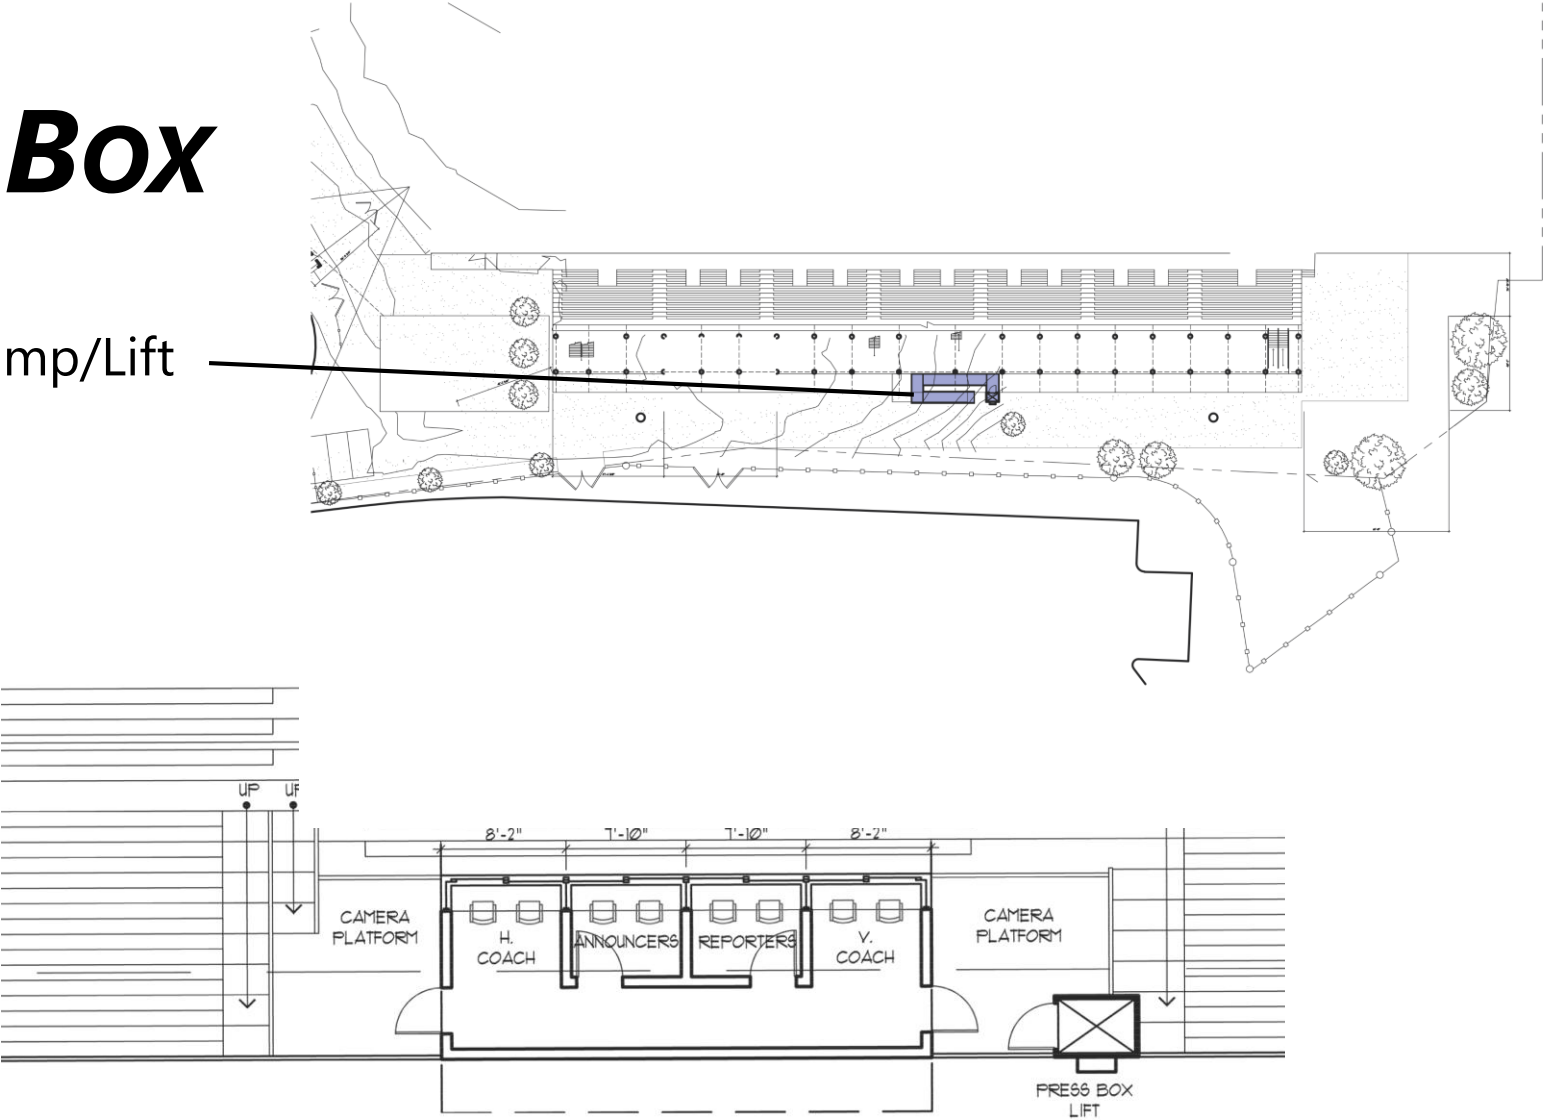 BOX
mp/Lift
UP
UP
8'-2"
7'-10"
7'-10"
8'-2"
CAMERA
PLATFORM
H.
COACH
ANNOUNCERS
REPORTERS
V.
COACH
CAMERA
PLATFORM
PRESS BOX
LIFT